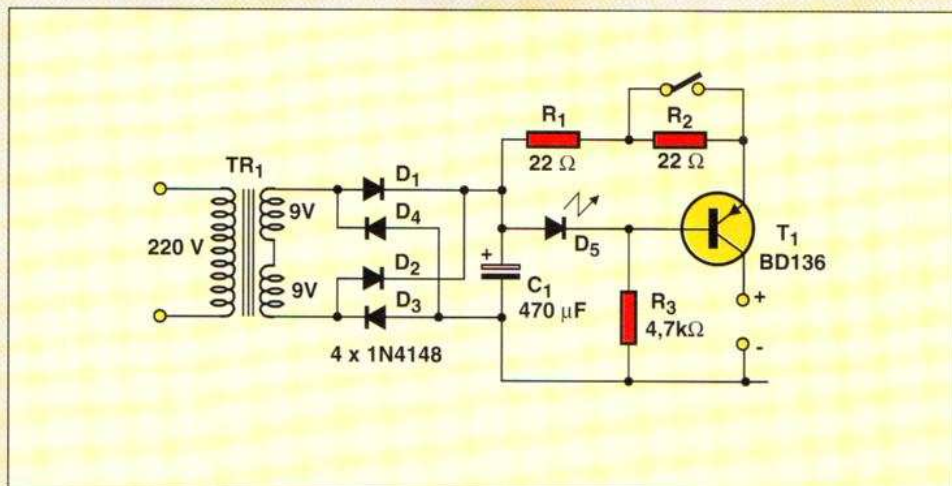 TR1
220 V
9V
9V
D1
D4
D2
D3
4 x 1N4148
+
C1
470 µF
D5
R1
22 Ω
R2
22 Ω
R3
4,7kΩ
T1
BD136
+
-